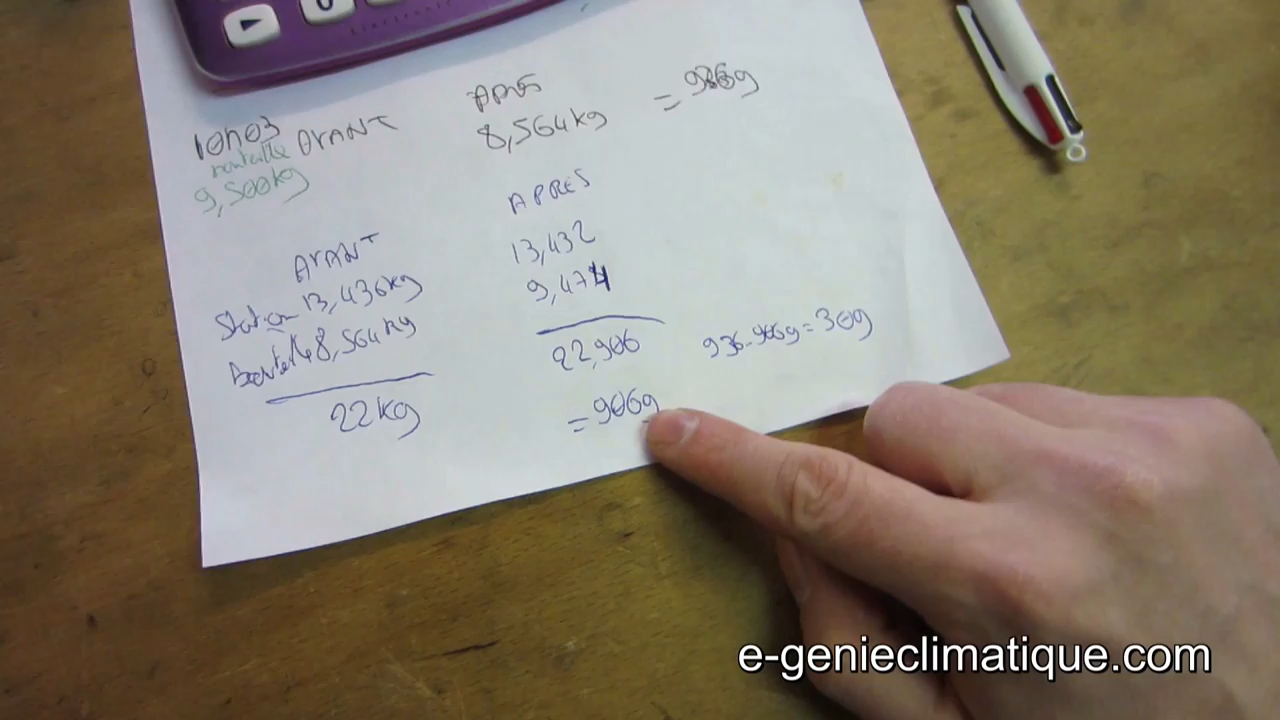 10h03
AVANT
APRES
bouteille
9,500kg
8,564kg
= 936g
AVANT
APRES
Station 13,436kg
13,432
Bouteille 8,564kg
9,474
22kg
22,906
936-906g = 30g
= 906g
e-genieclimatique.com